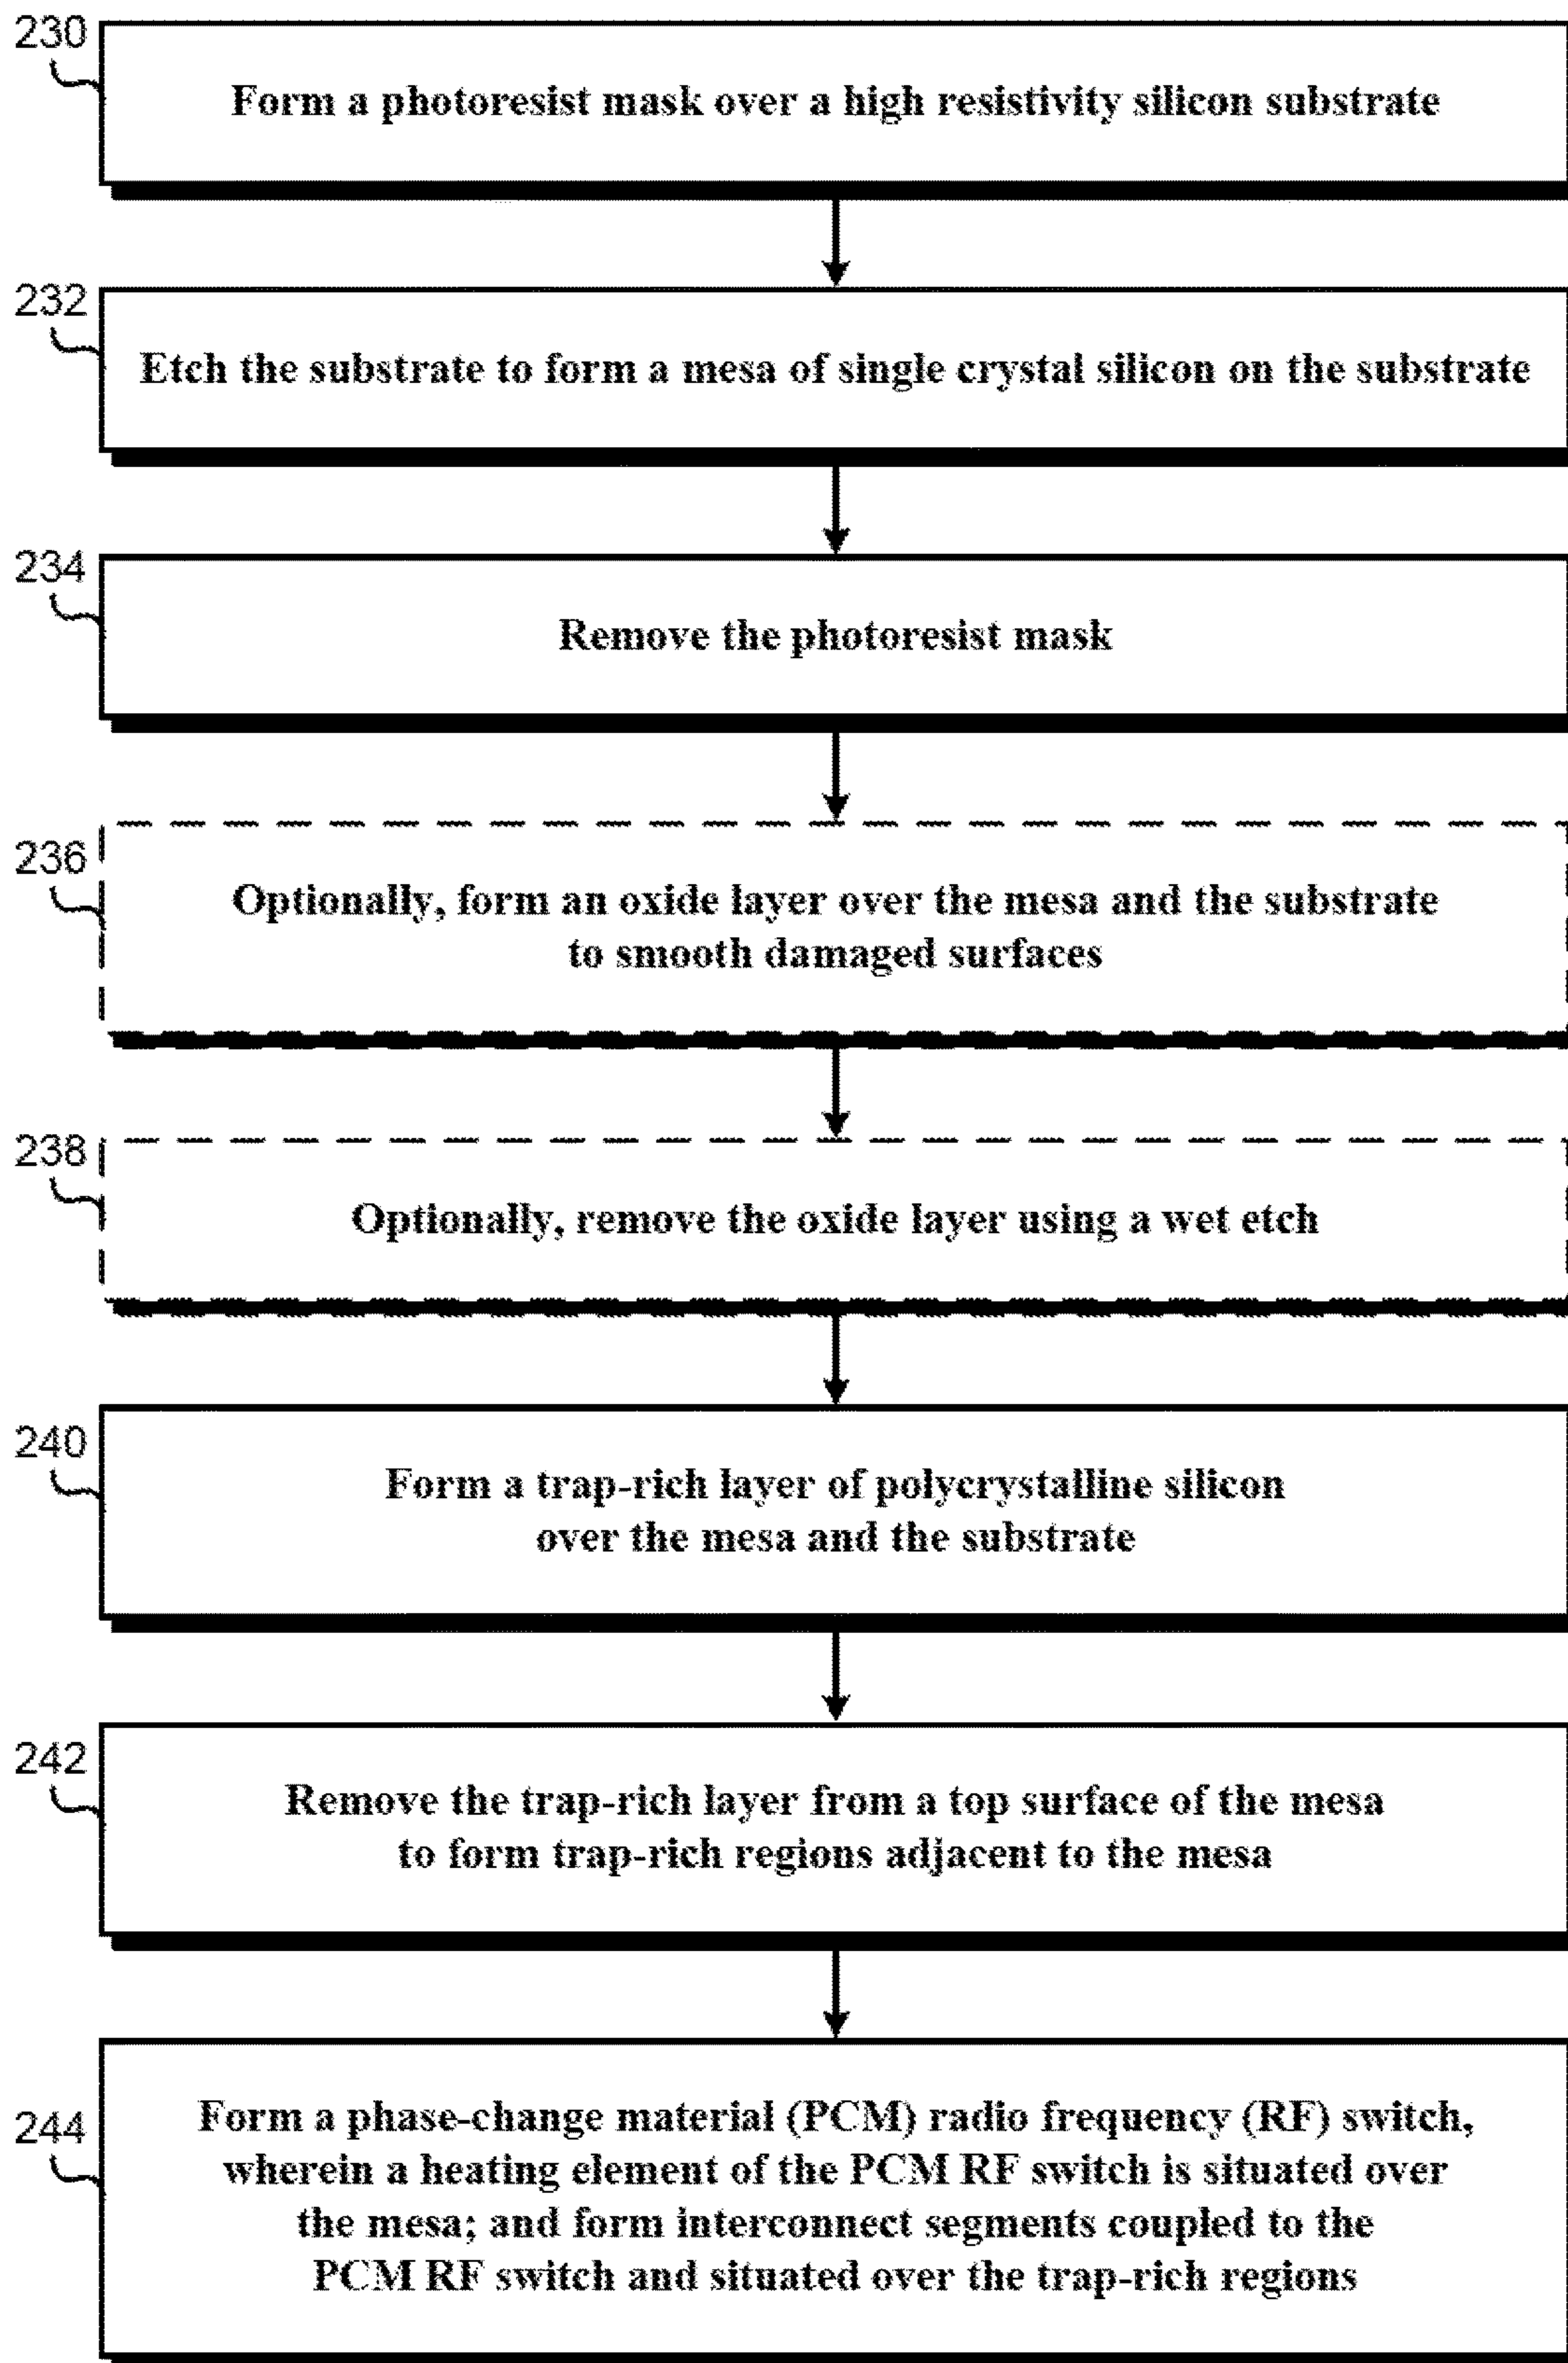 230
Form a photoresist mask over a high resistivity silicon substrate
232
Etch the substrate to form a mesa of single crystal silicon on the substrate
234
Remove the photoresist mask
236
Optionally, form an oxide layer over the mesa and the substrate
to smooth damaged surfaces
238
Optionally, remove the oxide layer using a wet etch
240
Form a trap-rich layer of polycrystalline silicon
over the mesa and the substrate
242
Remove the trap-rich layer from a top surface of the mesa
to form trap-rich regions adjacent to the mesa
244
Form a phase-change material (PCM) radio frequency (RF) switch,
wherein a heating element of the PCM RF switch is situated over
the mesa; and form interconnect segments coupled to the
PCM RF switch and situated over the trap-rich regions